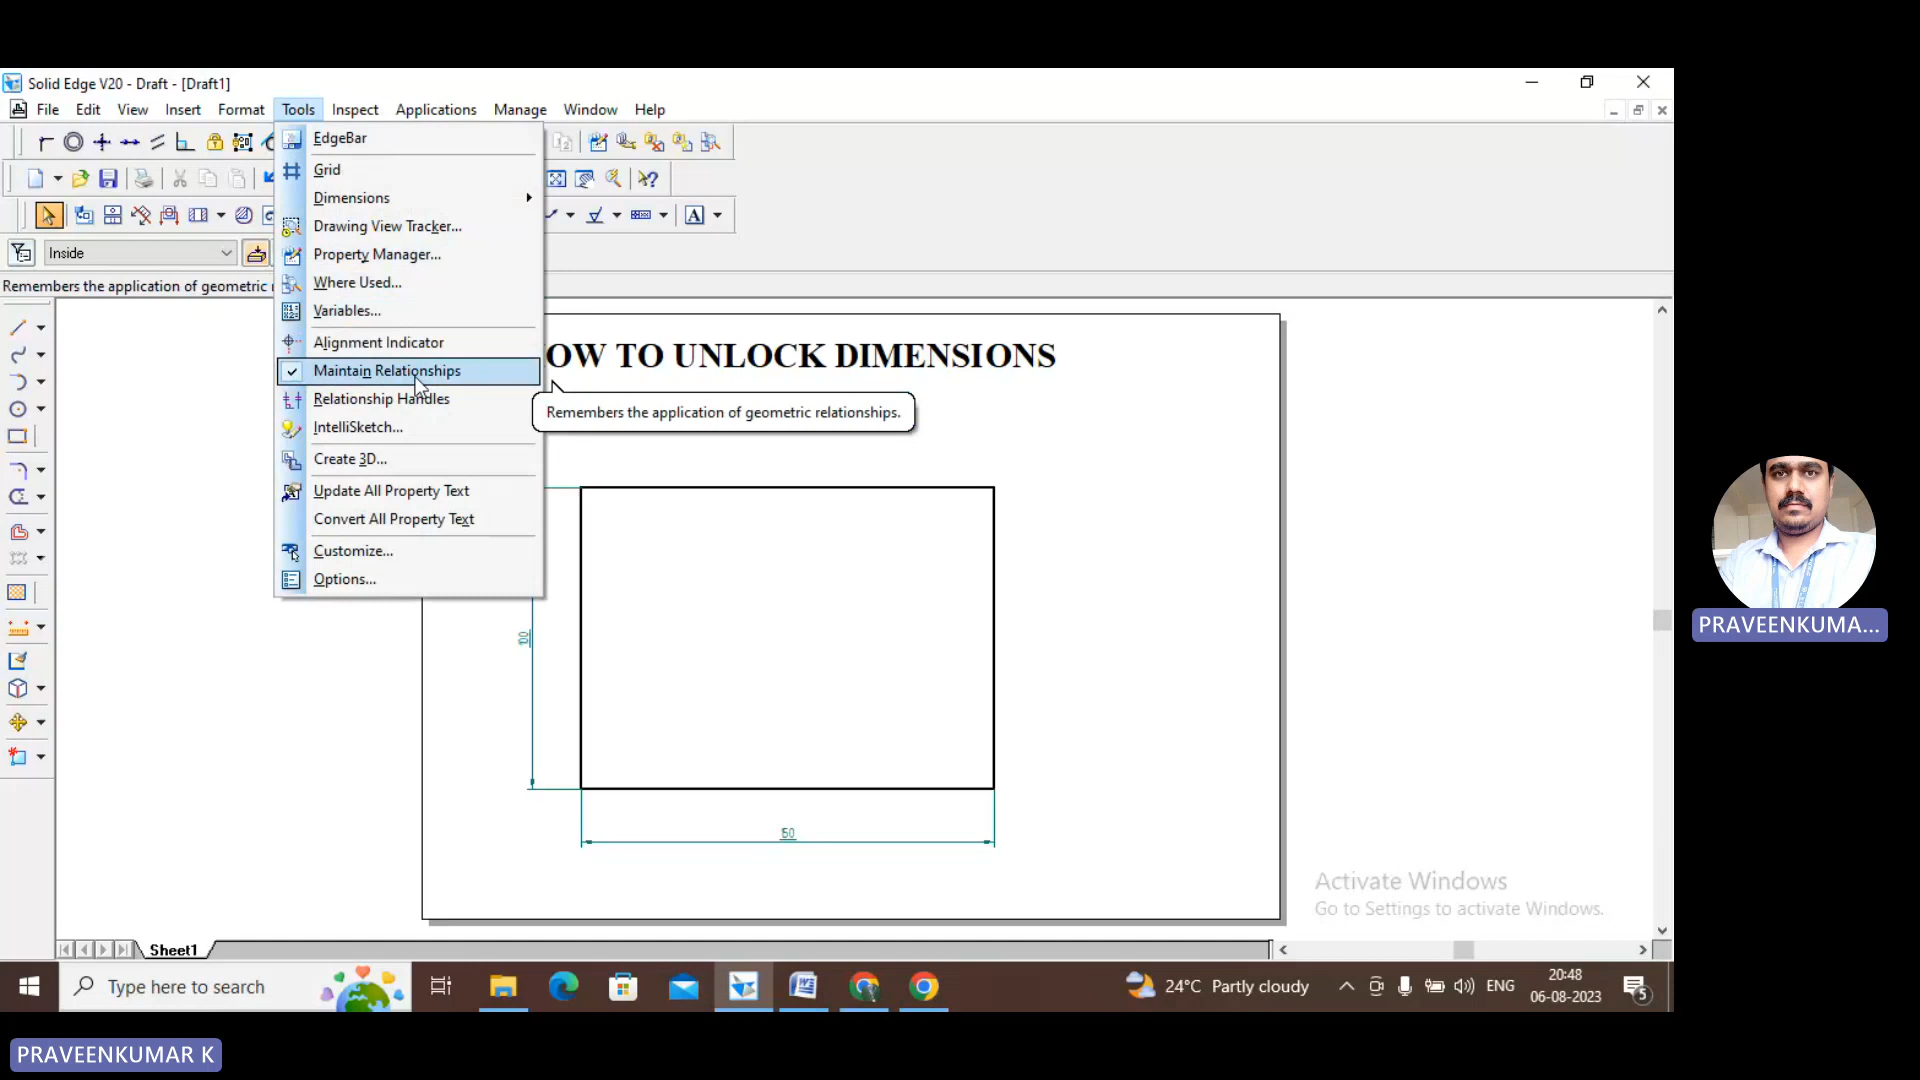 Solid Edge V20 - Draft - [Draft1]
File Edit View Insert Format Tools Inspect Applications Manage Window Help
EdgeBar
Grid
Dimensions
Drawing View Tracker...
Property Manager...
Inside
Where Used...
Remembers the application of geometric
Variables...
Alignment Indicator
OW TO UNLOCK DIMENSIONS
Maintain Relationships
Relationship Handles
Remembers the application of geometric relationships.
IntelliSketch...
Create 3D...
Update All Property Text
Convert All Property Text
Customize...
Options...
PRAVEENKUMA...
100
150
Activate Windows
Go to Settings to activate Windows.
Sheet1
Type here to search
24°C Partly cloudy
ENG
20:48
06-08-2023
5
PRAVEENKUMAR K